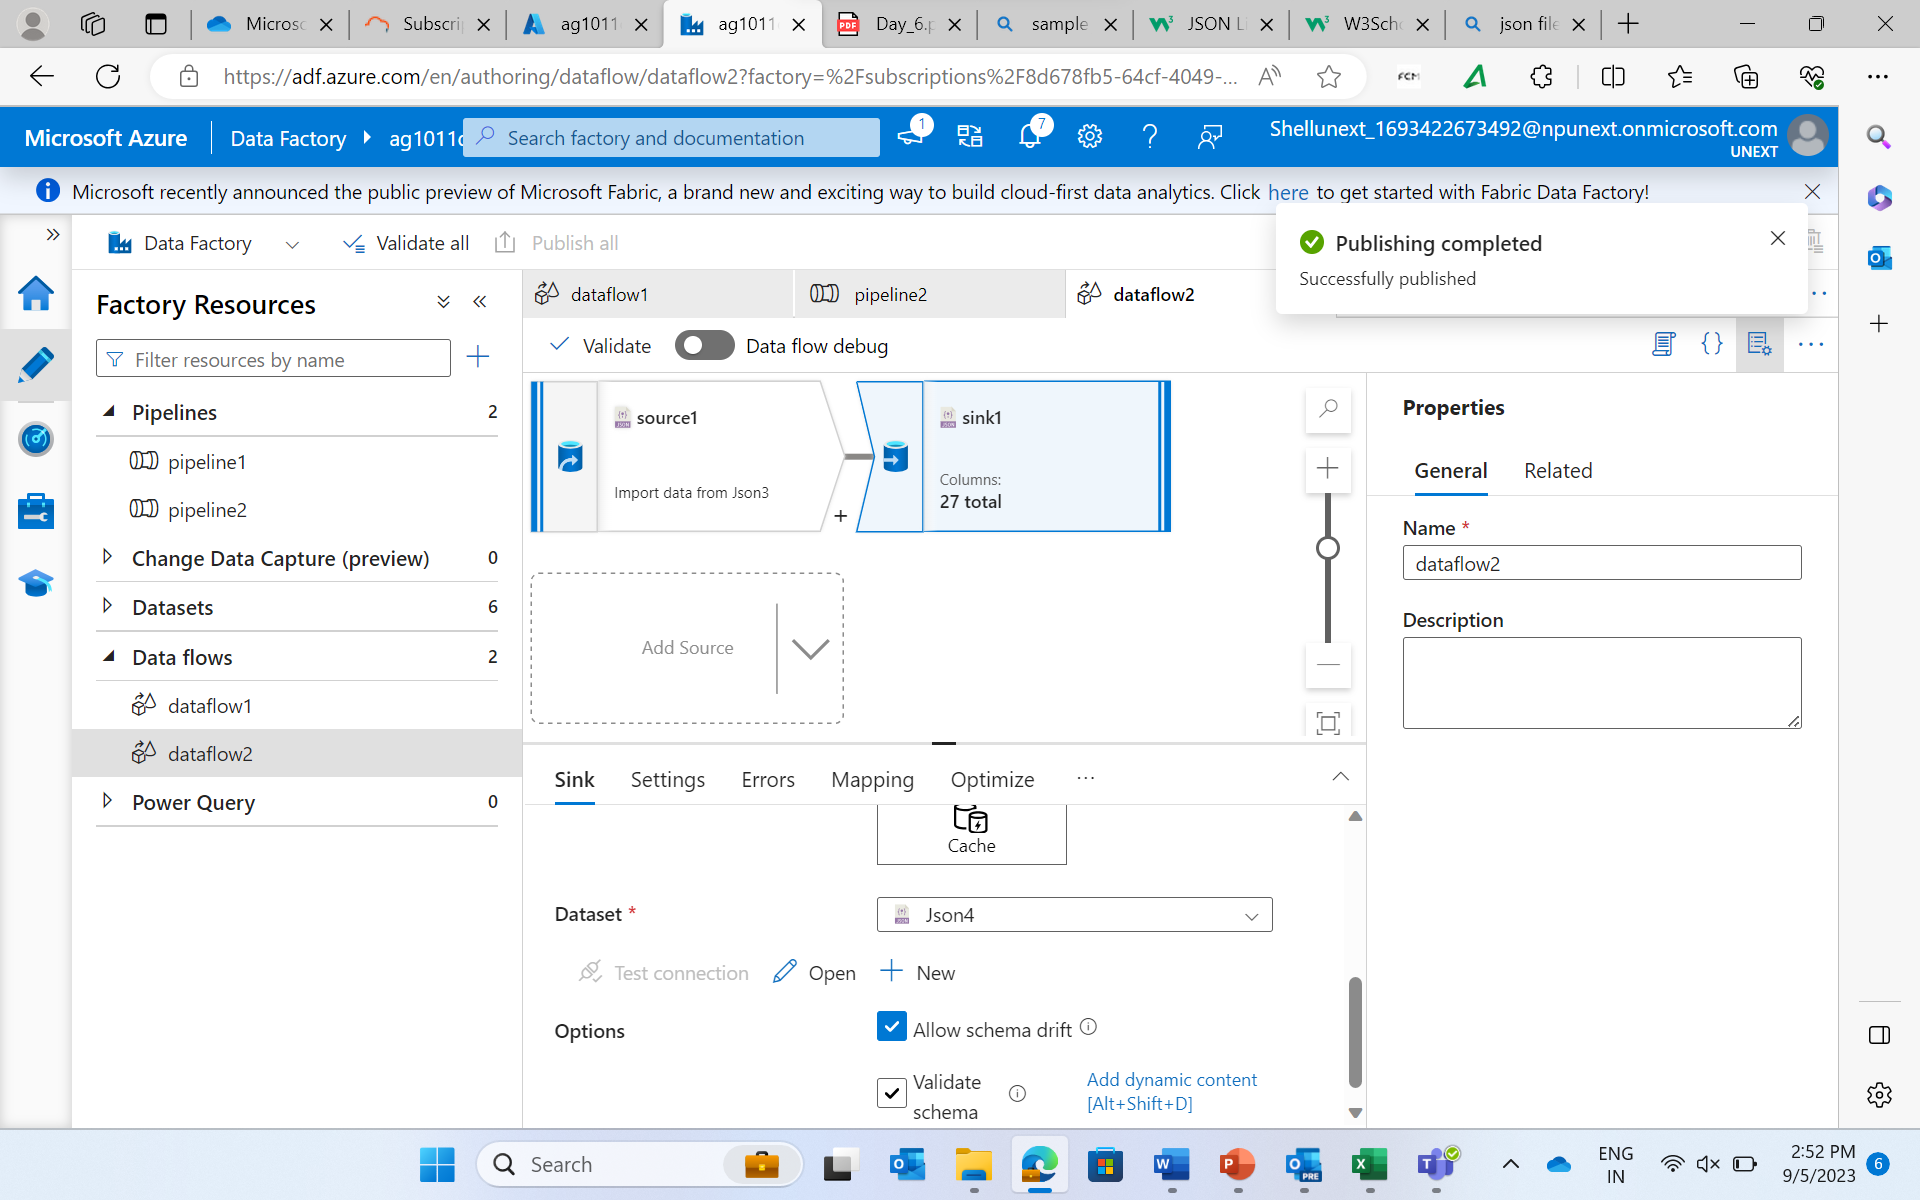 Microso
Subscrip
ag1011
ag1011
Day_6.p
sample
JSON Li
W3Scho
json file
https://adf.azure.com/en/authoring/dataflow/dataflow2?factory=%2Fsubscriptions%2F8d678fb5-64cf-4049-...
FCM
Microsoft Azure
Data Factory
ag1011
Search factory and documentation
1
7
Shellunext_1693422673492@npunext.onmicrosoft.com
UNEXT
Microsoft recently announced the public preview of Microsoft Fabric, a brand new and exciting way to build cloud-first data analytics. Click here to get started with Fabric Data Factory!
Data Factory
Validate all
Publish all
Publishing completed
Successfully published
Factory Resources
Filter resources by name
Pipelines 2
pipeline1
pipeline2
Change Data Capture (preview) 0
Datasets 6
Data flows 2
dataflow1
dataflow2
Power Query 0
dataflow1
pipeline2
dataflow2
Validate
Data flow debug
source1
Import data from Json3
+
sink1
Columns:
27 total
Add Source
Sink
Settings
Errors
Mapping
Optimize
Cache
Dataset *
Json4
Test connection
Open
New
Options
Allow schema drift
Validate
schema
Add dynamic content
[Alt+Shift+D]
Properties
General
Related
Name *
dataflow2
Description
Search
ENG
IN
2:52 PM
9/5/2023
6